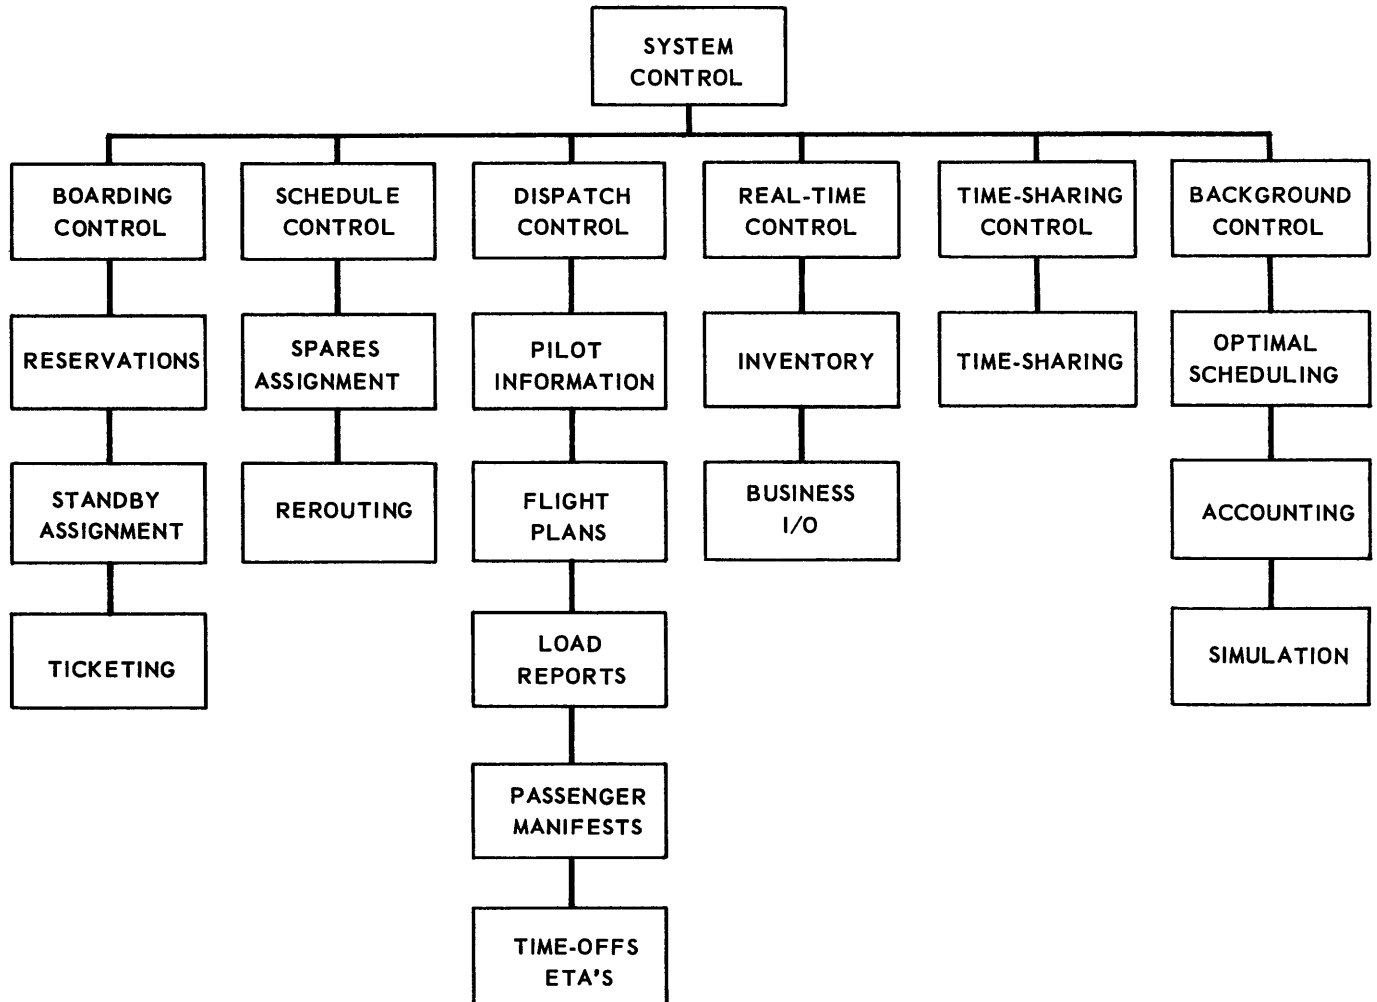 SYSTEM
CONTROL
BOARDING
CONTROL
SCHEDULE
CONTROL
DISPATCH
CONTROL
REAL-TIME
CONTROL
TIME-SHARING
CONTROL
BACKGROUND
CONTROL
RESERVATIONS
SPARES
ASSIGNMENT
PILOT
INFORMATION
INVENTORY
TIME-SHARING
OPTIMAL
SCHEDULING
STANDBY
ASSIGNMENT
REROUTING
FLIGHT
PLANS
BUSINESS
I/O
ACCOUNTING
TICKETING
LOAD
REPORTS
SIMULATION
PASSENGER
MANIFESTS
TIME-OFFS
ETA'S